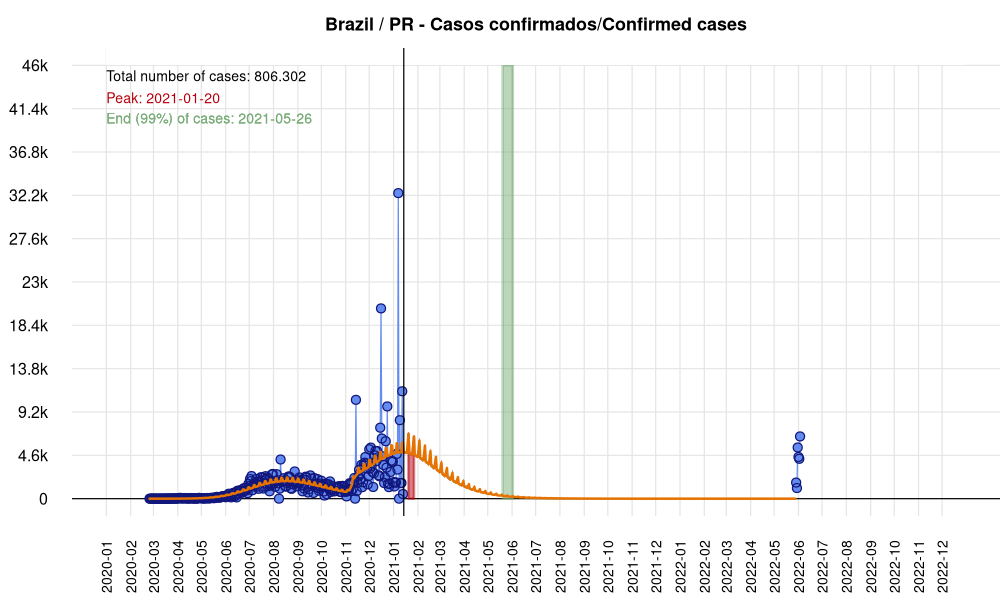 Brazil / PR - Casos confirmados/Confirmed cases
Total number of cases: 806.302
Peak: 2021-01-20
End (99%) of cases: 2021-05-26
46k
41.4k
36.8k
32.2k
27.6k
23k
18.4k
13.8k
9.2k
4.6k
0
2020-01
2020-02
2020-03
2020-04
2020-05
2020-06
2020-07
2020-08
2020-09
2020-10
2020-11
2020-12
2021-01
2021-02
2021-03
2021-04
2021-05
2021-06
2021-07
2021-08
2021-09
2021-10
2021-11
2021-12
2022-01
2022-02
2022-03
2022-04
2022-05
2022-06
2022-07
2022-08
2022-09
2022-10
2022-11
2022-12